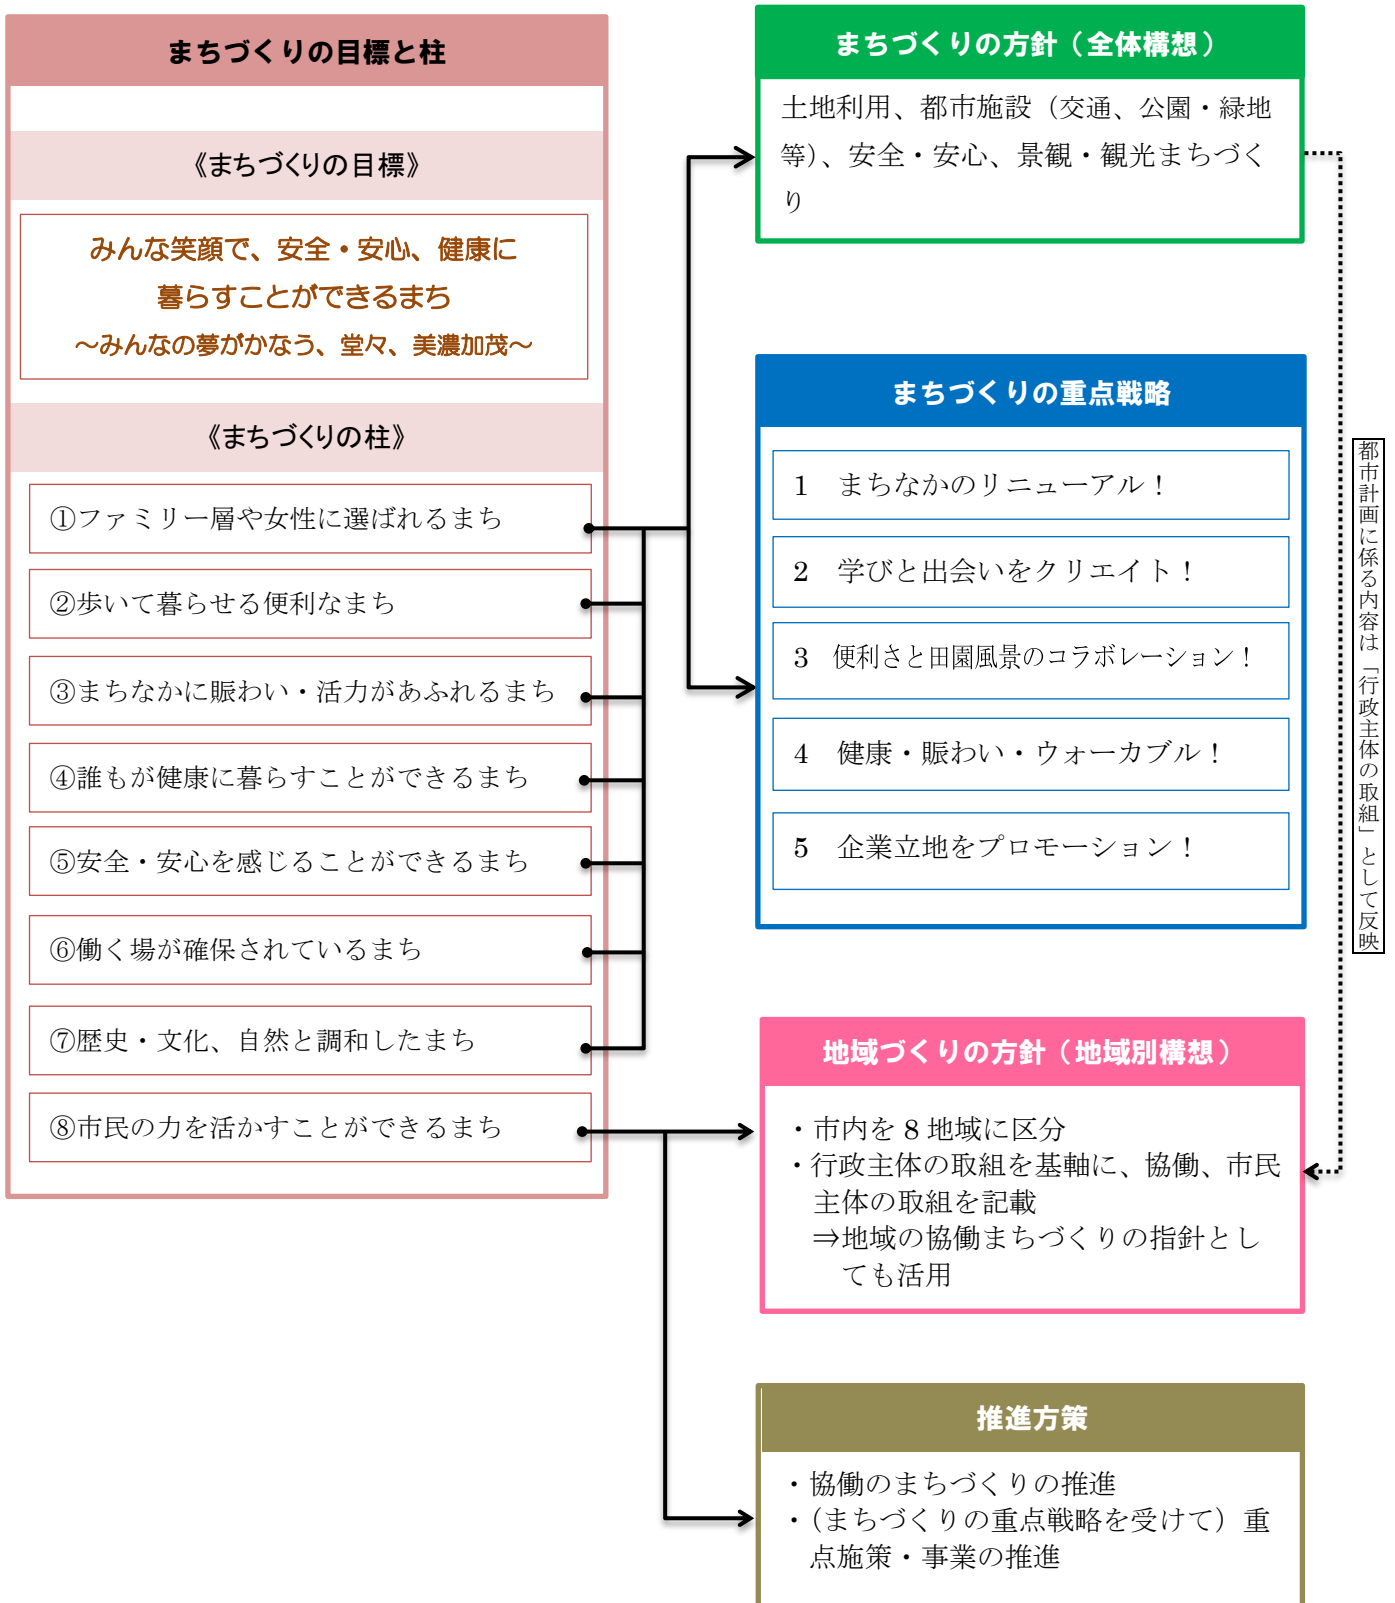 まちづくりの目標と柱
《まちづくりの目標》
みんな笑顔で、安全・安心、健康に
暮らすことができるまち
～みんなの夢がかなう、堂々、美濃加茂～
《まちづくりの柱》
①ファミリー層や女性に選ばれるまち
②歩いて暮らせる便利なまち
③まちなかに賑わい・活力があふれるまち
④誰もが健康に暮らすことができるまち
⑤安全・安心を感じることができるまち
⑥働く場が確保されているまち
⑦歴史・文化、自然と調和したまち
⑧市民の力を活かすことができるまち
まちづくりの方針（全体構想）
土地利用、都市施設（交通、公園・緑地
等）、安全・安心、景観・観光まちづく
り
まちづくりの重点戦略
1　まちなかのリニューアル！
2　学びと出会いをクリエイト！
3　便利さと田園風景のコラボレーション！
4　健康・賑わい・ウォーカブル！
5　企業立地をプロモーション！
地域づくりの方針（地域別構想）
・市内を 8 地域に区分
・行政主体の取組を基軸に、協働、市民
主体の取組を記載
⇒地域の協働まちづくりの指針とし
ても活用
推進方策
・協働のまちづくりの推進
・（まちづくりの重点戦略を受けて）重
点施策・事業の推進
都市計画に係る内容は「行政主体の取組」として反映